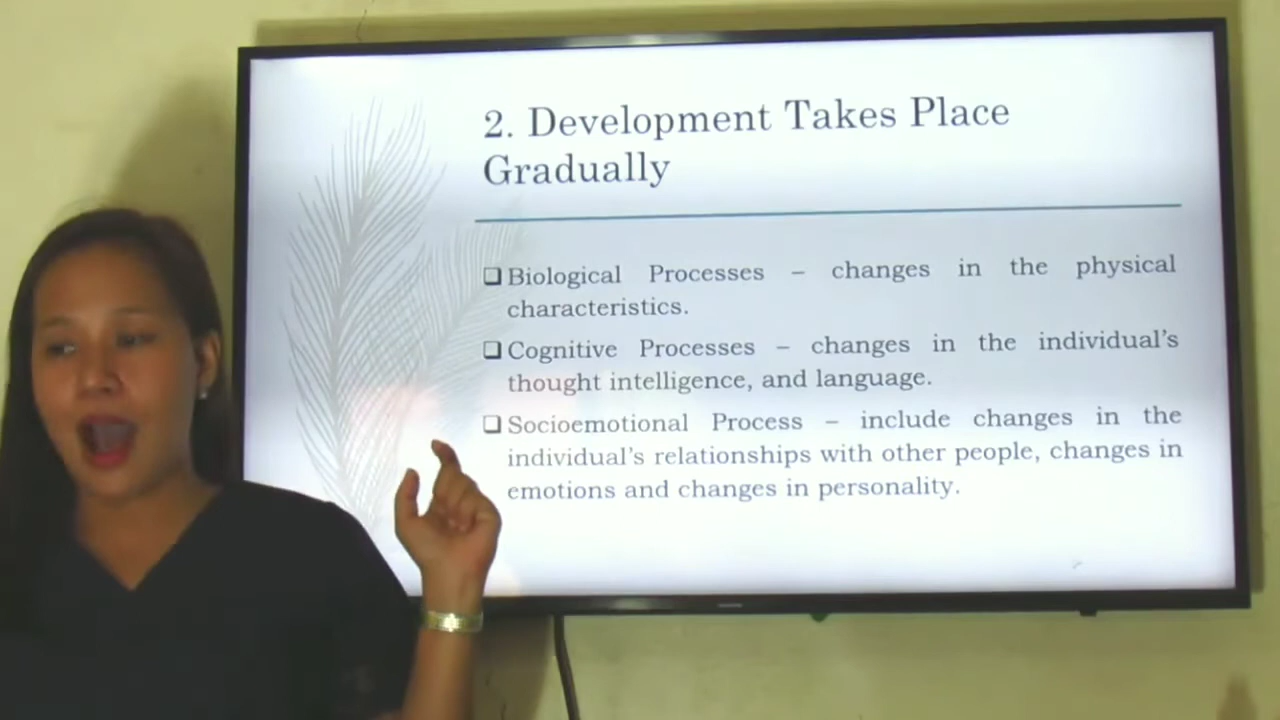 2. Development Takes Place
Gradually
❑ Biological Processes – changes in the physical
characteristics.
❑ Cognitive Processes – changes in the individual's
thought intelligence, and language.
❑ Socioemotional Process – include changes in the
individual's relationships with other people, changes in
emotions and changes in personality.